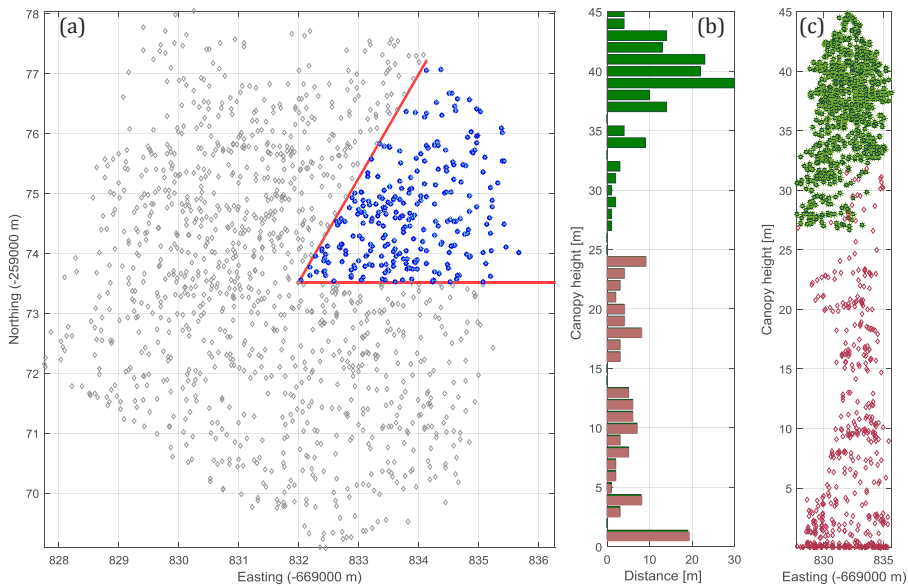 (a)
78
77
76
75
74
73
72
71
70
Northing (-259000 m)
828 829 830 831 832 833 834 835 836
Easting (-669000 m)
(b)
45
40
35
30
25
20
15
10
5
0
Canopy height [m]
0 10 20 30
Distance [m]
(c)
45
40
35
30
25
20
15
10
5
Canopy height [m]
830 835
Easting (-669000 m)